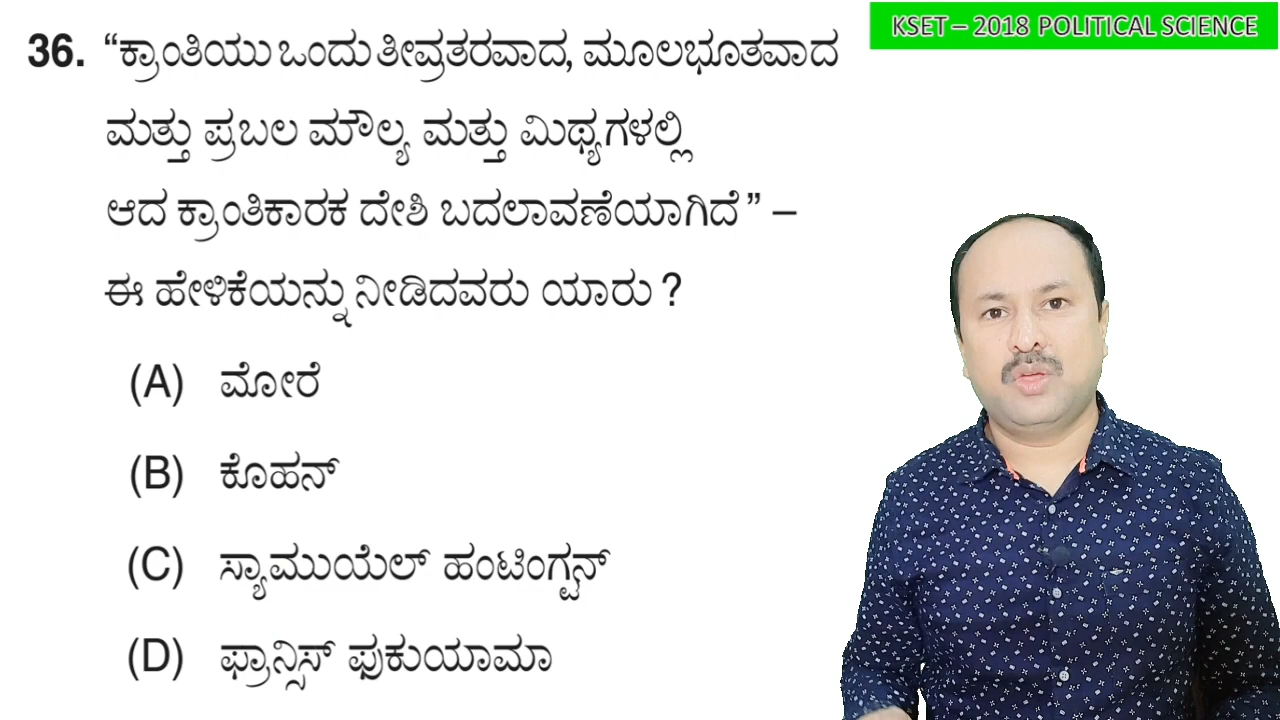 KSET – 2018 POLITICAL SCIENCE
36. “ಕ್ರಾಂತಿಯು ಒಂದು ತೀವ್ರತರವಾದ, ಮೂಲಭೂತವಾದ
ಮತ್ತು ಪ್ರಬಲ ಮೌಲ್ಯ ಮತ್ತು ಮಿಥ್ಯಗಳಲ್ಲಿ
ಆದ ಕ್ರಾಂತಿಕಾರಕ ದೇಶಿ ಬದಲಾವಣೆಯಾಗಿದೆ” –
ಈ ಹೇಳಿಕೆಯನ್ನು ನೀಡಿದವರು ಯಾರು ?
(A) ಮೋರೆ
(B) ಕೊಹನ್
(C) ಸ್ಯಾಮುಯೆಲ್ ಹಂಟಿಂಗ್ಟನ್
(D) ಫ್ರಾನ್ಸಿಸ್ ಫುಕುಯಾಮಾ